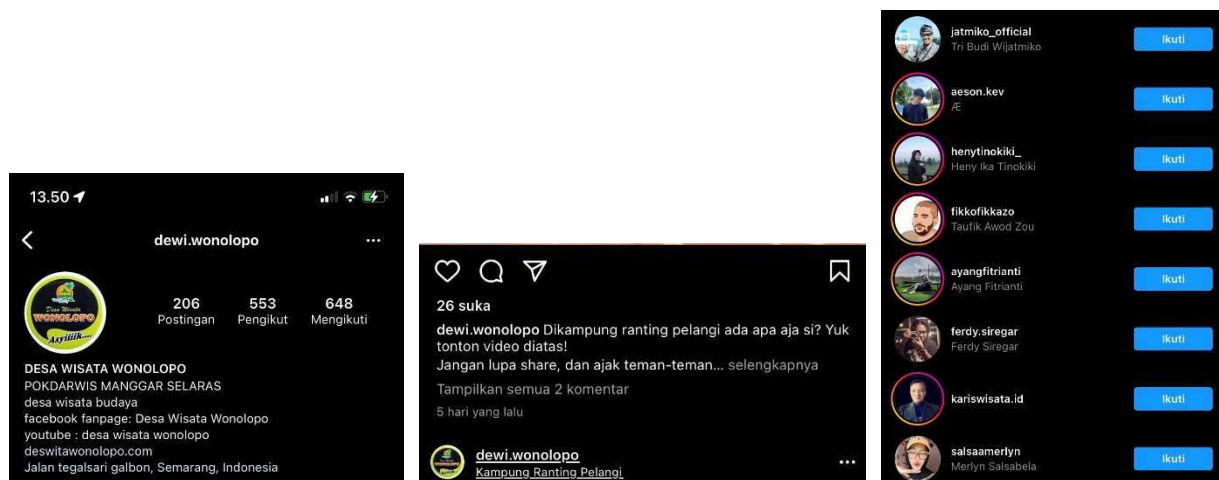 13.50
dewi.wonolopo
206 553 648
Postingan Pengikut Mengikuti
Desa Wisata
WONOLOPO
Asyiiik....
DESA WISATA WONOLOPO
POKDARWIS MANGGAR SELARAS
desa wisata budaya
facebook fanpage: Desa Wisata Wonolopo
youtube : desa wisata wonolopo
deswitawonolopo.com
Jalan tegalsari galbon, Semarang, Indonesia
26 suka
dewi.wonolopo Dikampung ranting pelangi ada apa aja si? Yuk
tonton video diatas!
Jangan lupa share, dan ajak teman-teman... selengkapnya
Tampilkan semua 2 komentar
5 hari yang lalu
dewi.wonolopo
Kampung Ranting Pelangi
jatmiko_official
Tri Budi Wijatmiko
Ikuti
aeson.kev
Æ
Ikuti
henytinokiki_
Heny Ika Tinokiki
Ikuti
fikkofikkazo
Taufik Awod Zou
Ikuti
ayangfitrianti
Ayang Fitrianti
Ikuti
ferdy.siregar
Ferdy Siregar
Ikuti
kariswisata.id
Ikuti
salsaamerlyn
Merlyn Salsabela
Ikuti